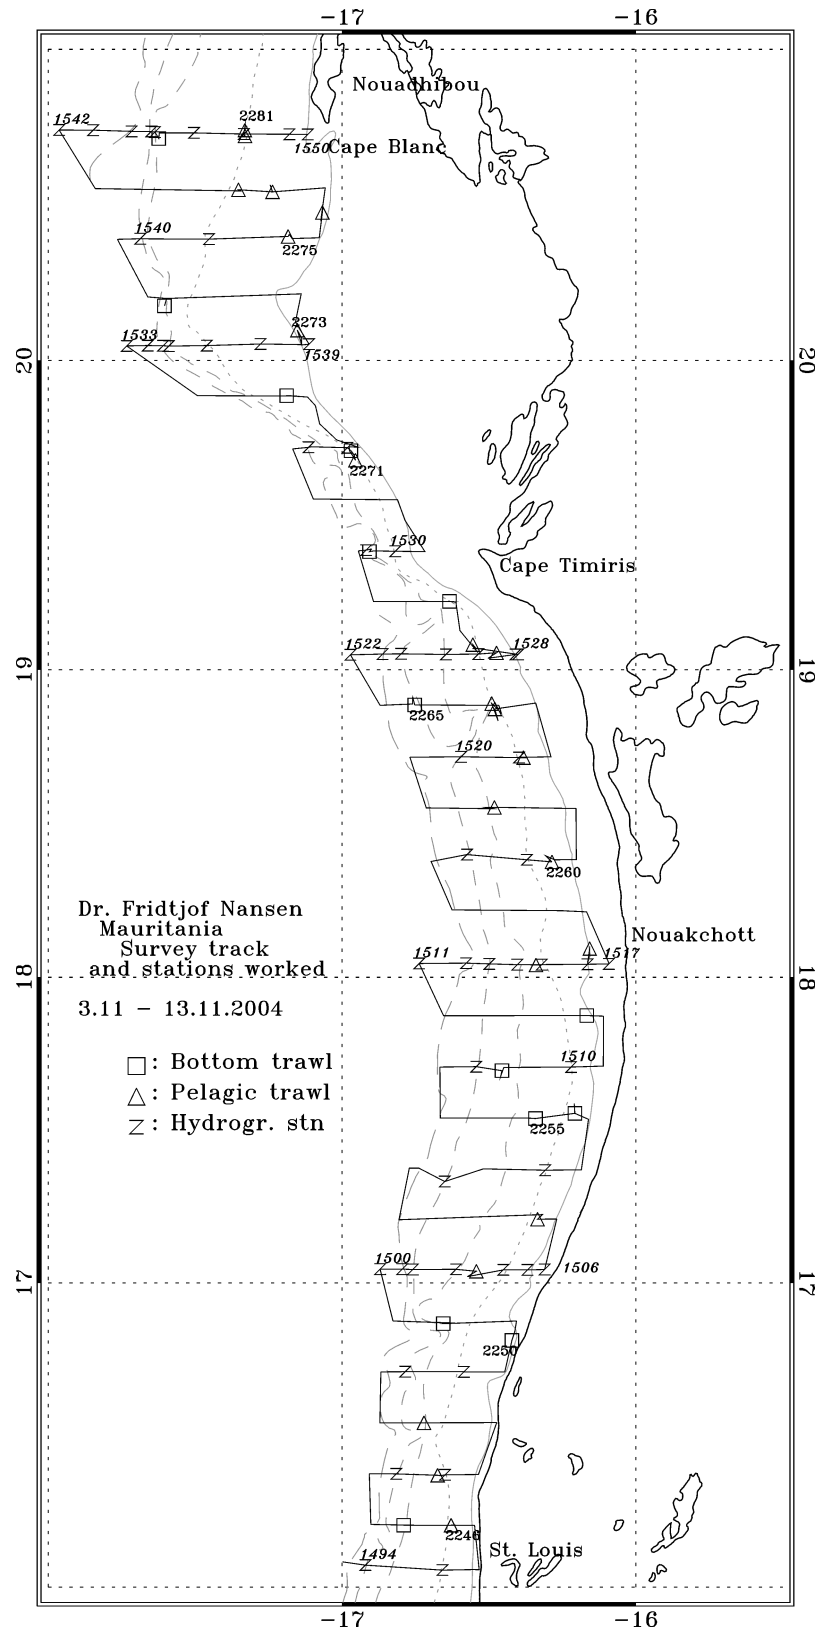 -17 -16
Nouadhibou
1542
2281
1550
Cape Blanc
1540
2275
2273
1533
1539
20 20
2271
1530
Cape Timiris
1522
1528
19 19
2265
1520
2260
Dr. Fridtjof Nansen
Mauritania
Survey track
and stations worked
Nouakchott
1511
1517
18 18
3.11 - 13.11.2004
1510
: Bottom trawl
: Pelagic trawl
: Hydrogr. stn
2255
1500
1506
17 17
2250
2246
St. Louis
1494
-17 -16